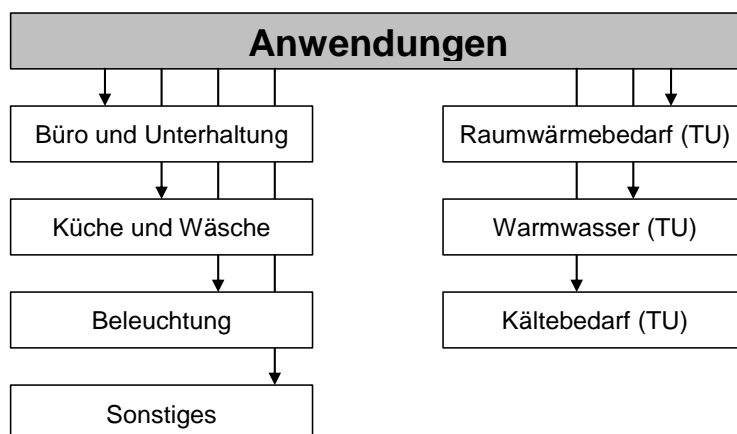 Anwendungen
Büro und Unterhaltung
Küche und Wäsche
Beleuchtung
Sonstiges
Raumwärmebedarf (TU)
Warmwasser (TU)
Kältebedarf (TU)